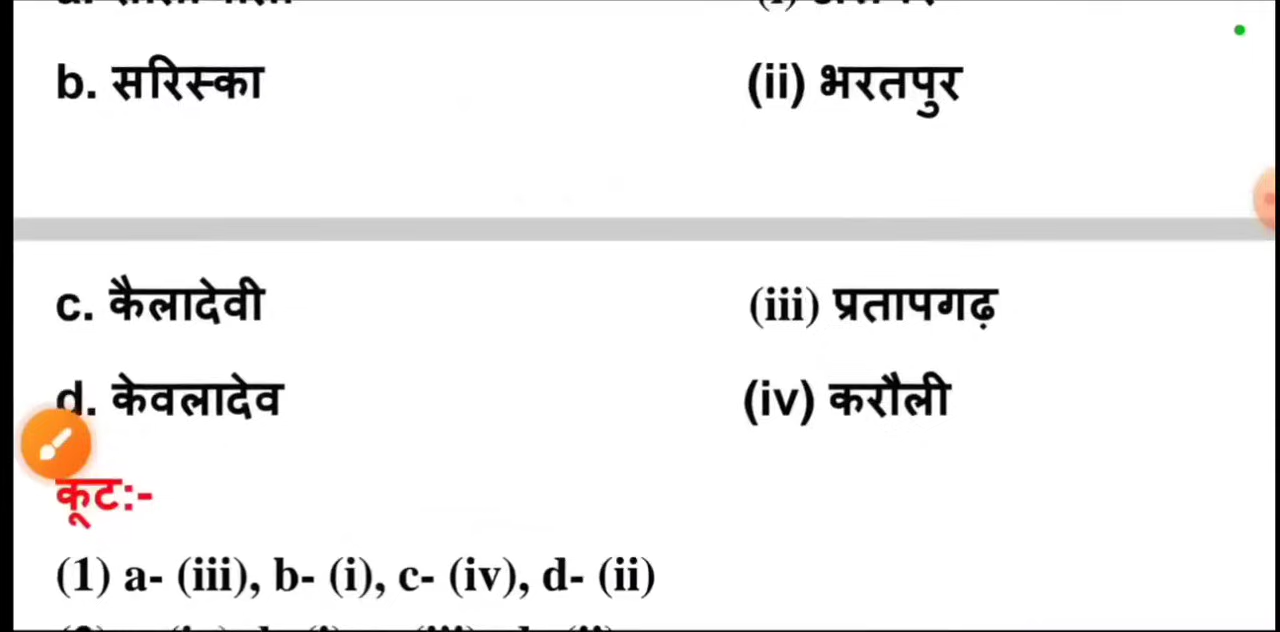 b. सरिस्का (ii) भरतपुर
c. कैलादेवी (iii) प्रतापगढ़
d. केवलादेव (iv) करौली
कूट:-
(1) a- (iii), b- (i), c- (iv), d- (ii)